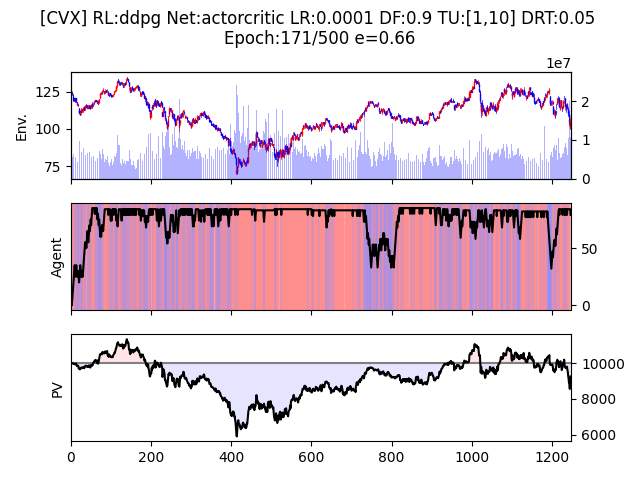 [CVX] RL:ddpg Net:actorcritic LR:0.0001 DF:0.9 TU:[1,10] DRT:0.05
Epoch:171/500 e=0.66
1e7
Env.
125
100
75
2
1
0
Agent
50
0
PV
10000
8000
6000
0 200 400 600 800 1000 1200